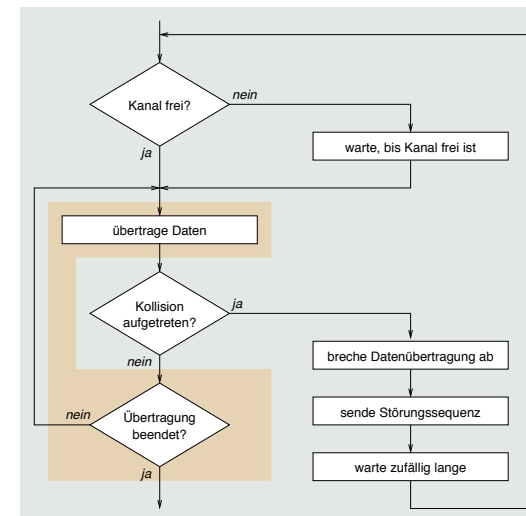 Kanal frei?
nein
ja
warte, bis Kanal frei ist
übertrage Daten
Kollision
aufgetreten?
ja
nein
breche Datenübertragung ab
Übertragung
beendet?
nein
ja
sende Störungssequenz
warte zufällig lange